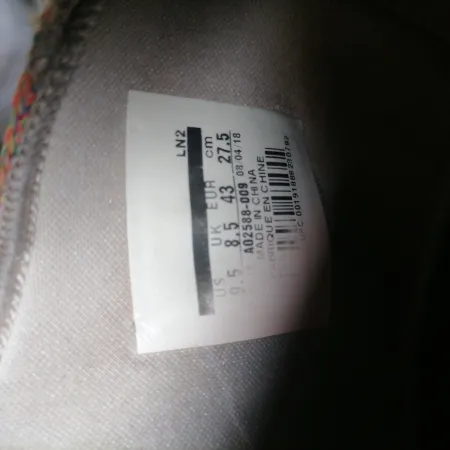 LN2
US UK EUR cm
9.5 8.5 43 27.5
AO2588-009 08/04/18
MADE IN CHINA
FABRIQUE EN CHINE